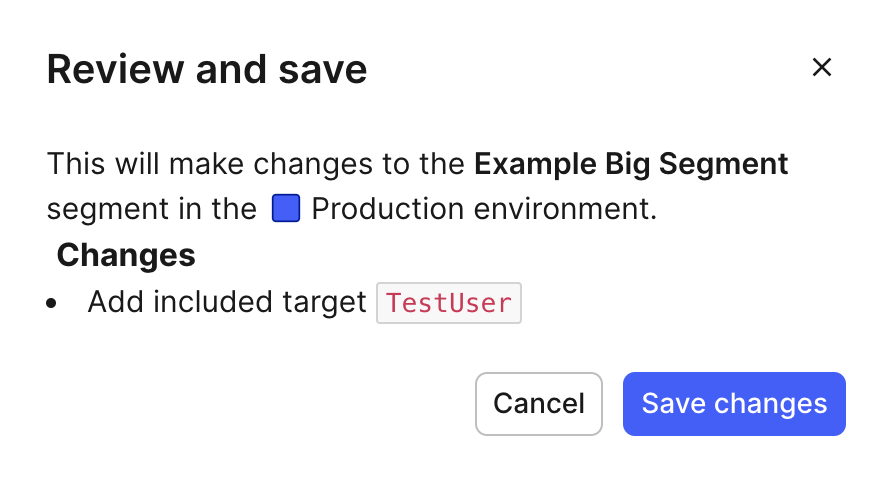 Review and save
This will make changes to the Example Big Segment
segment in the Production environment.
Changes
• Add included target TestUser
Cancel
Save changes